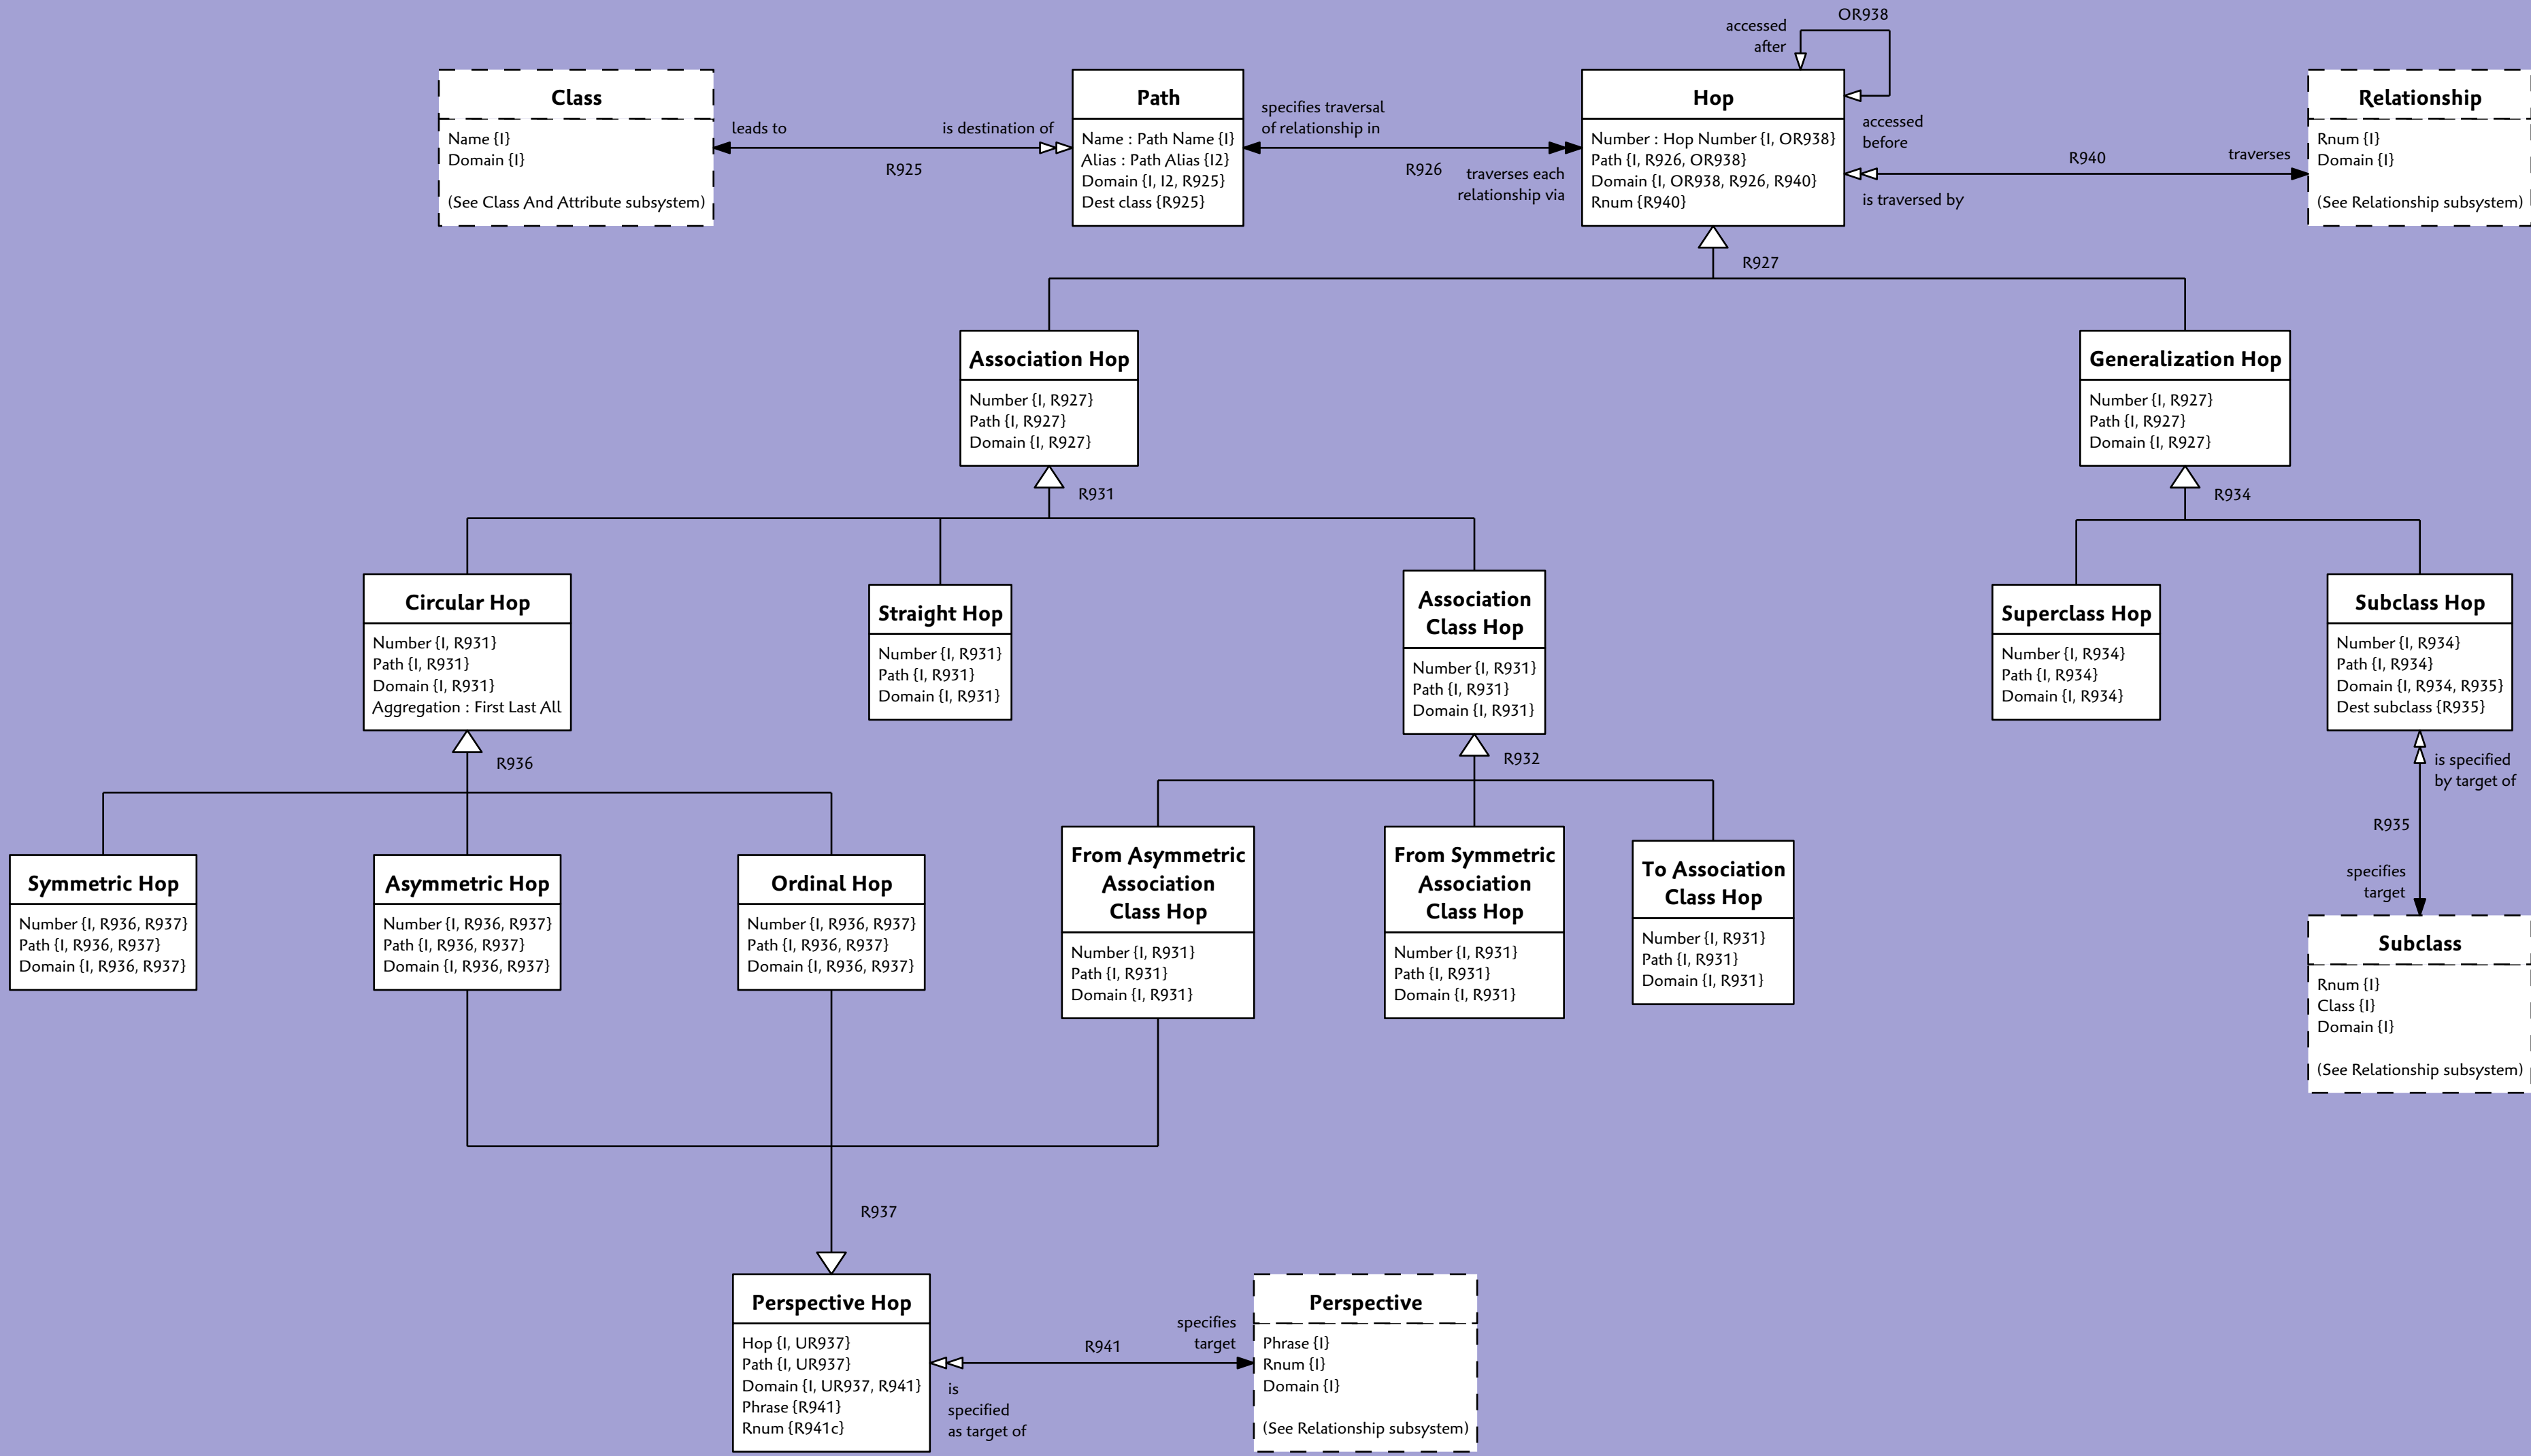 OR938
accessed
after
Class
Name {I}
Domain {I}
(See Class And Attribute subsystem)
leads to
is destination of
R925
Path
Name : Path Name {I}
Alias : Path Alias {I2}
Domain {I, I2, R925}
Dest class {R925}
specifies traversal
of relationship in
R926
traverses each
relationship via
Hop
Number : Hop Number {I, OR938}
Path {I, R926, OR938}
Domain {I, OR938, R926, R940}
Rnum {R940}
accessed
before
R940
traverses
is traversed by
Relationship
Rnum {I}
Domain {I}
(See Relationship subsystem)
R927
Association Hop
Number {I, R927}
Path {I, R927}
Domain {I, R927}
Generalization Hop
Number {I, R927}
Path {I, R927}
Domain {I, R927}
R931
R934
Circular Hop
Number {I, R931}
Path {I, R931}
Domain {I, R931}
Aggregation : First Last All
Straight Hop
Number {I, R931}
Path {I, R931}
Domain {I, R931}
Association
Class Hop
Number {I, R931}
Path {I, R931}
Domain {I, R931}
Superclass Hop
Number {I, R934}
Path {I, R934}
Domain {I, R934}
Subclass Hop
Number {I, R934}
Path {I, R934}
Domain {I, R934, R935}
Dest subclass {R935}
R936
R932
is specified
by target of
R935
specifies
target
Symmetric Hop
Number {I, R936, R937}
Path {I, R936, R937}
Domain {I, R936, R937}
Asymmetric Hop
Number {I, R936, R937}
Path {I, R936, R937}
Domain {I, R936, R937}
Ordinal Hop
Number {I, R936, R937}
Path {I, R936, R937}
Domain {I, R936, R937}
From Asymmetric
Association
Class Hop
Number {I, R931}
Path {I, R931}
Domain {I, R931}
From Symmetric
Association
Class Hop
Number {I, R931}
Path {I, R931}
Domain {I, R931}
To Association
Class Hop
Number {I, R931}
Path {I, R931}
Domain {I, R931}
Subclass
Rnum {I}
Class {I}
Domain {I}
(See Relationship subsystem)
R937
Perspective Hop
Hop {I, UR937}
Path {I, UR937}
Domain {I, UR937, R941}
Phrase {R941}
Rnum {R941c}
R941
specifies
target
is
specified
as target of
Perspective
Phrase {I}
Rnum {I}
Domain {I}
(See Relationship subsystem)